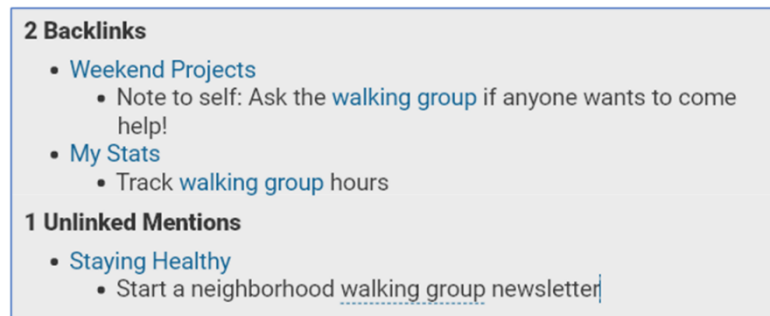 2 Backlinks
Weekend Projects
Note to self: Ask the walking group if anyone wants to come
help!
My Stats
Track walking group hours
1 Unlinked Mentions
Staying Healthy
Start a neighborhood walking group newsletter